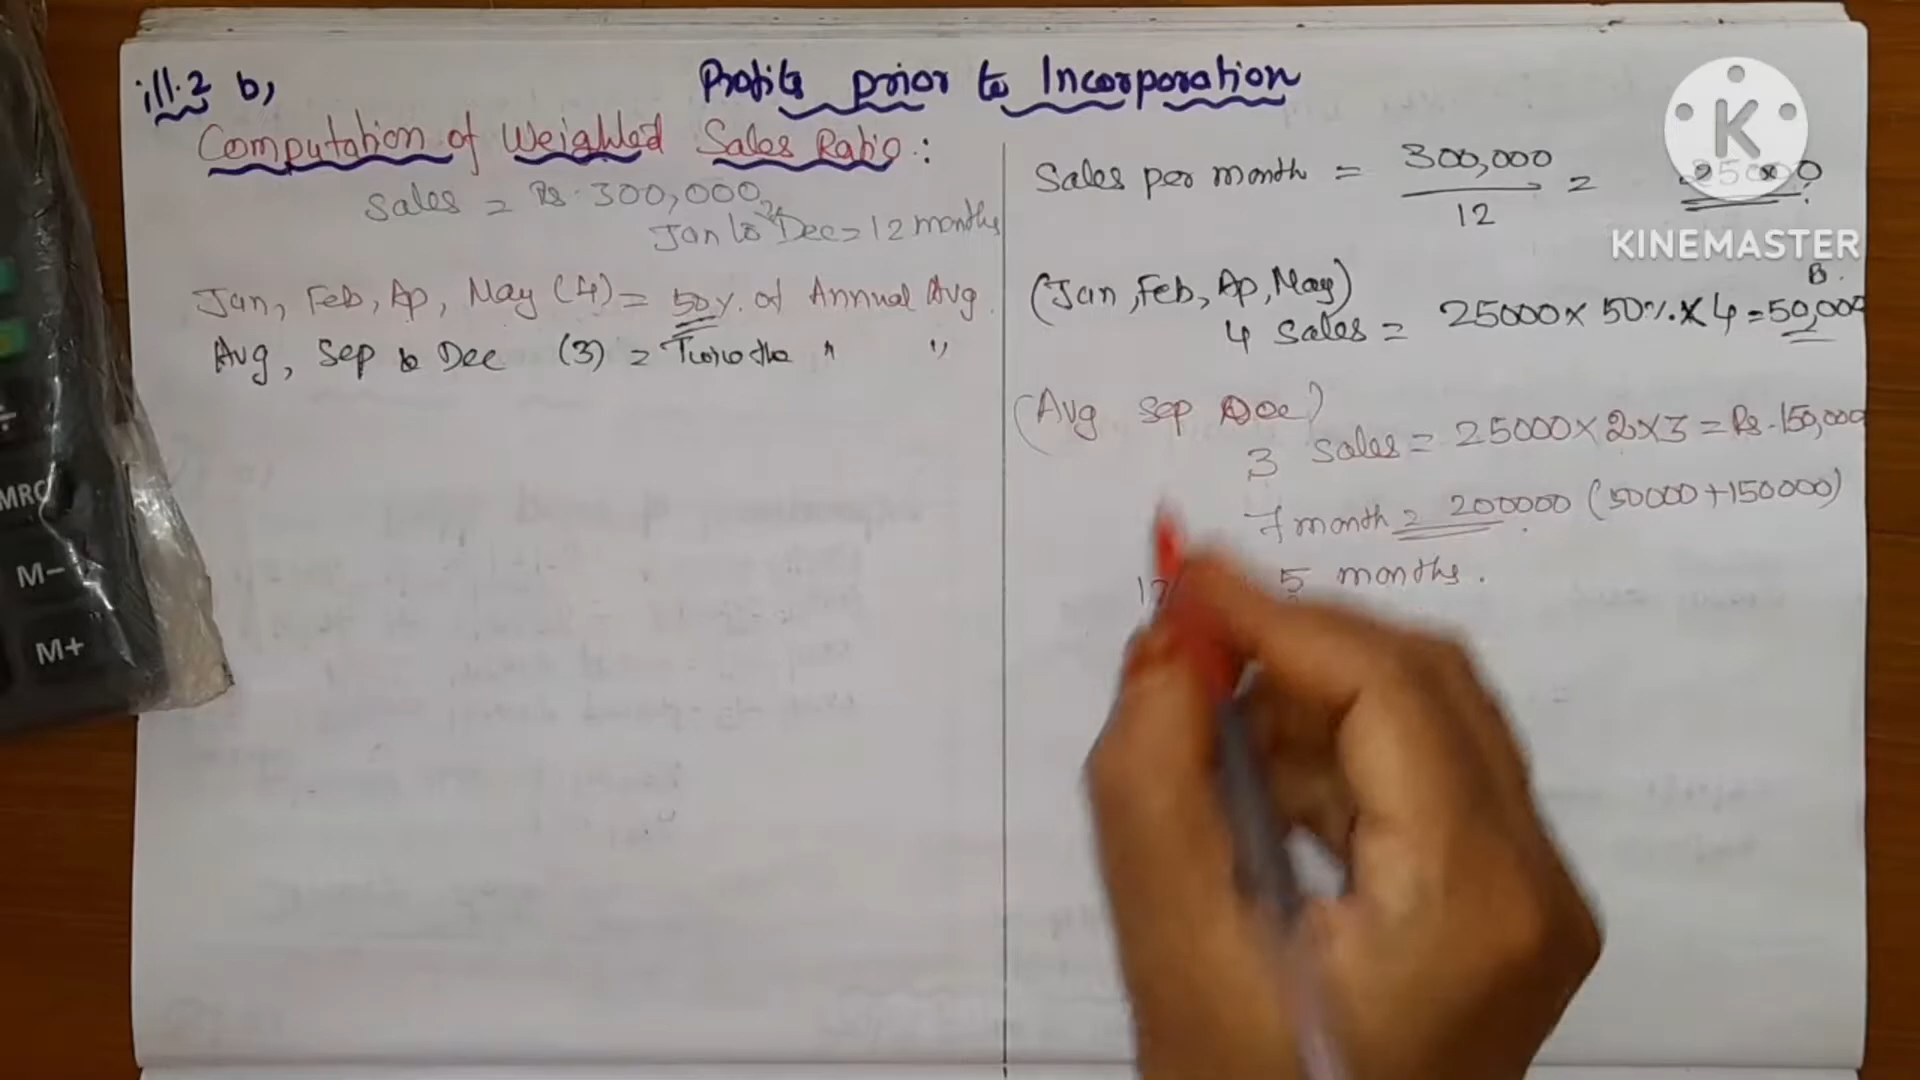 ill.2 b,
Profits prior to Incorporation
Computation of Weighted Sales Ratio :
Sales = Rs. 300,000
Jan to Dec = 12 months
Jan, Feb, Ap, May (4) = 50%. of Annual Avg.
Aug, Sep & Dec (3) = Twice the " "
Sales per month = 300,000 / 12 = 25000
K
KINEMASTER
(Jan, Feb, Ap, May)
4 Sales = 25000 x 50%. x 4 = 50,000
(Aug Sep Dec)
3 Sales = 25000 x 2 x 3 = Rs. 150,000
7 month = 200000 (50000 + 150000)
5 months.
÷
MRC
M-
M+